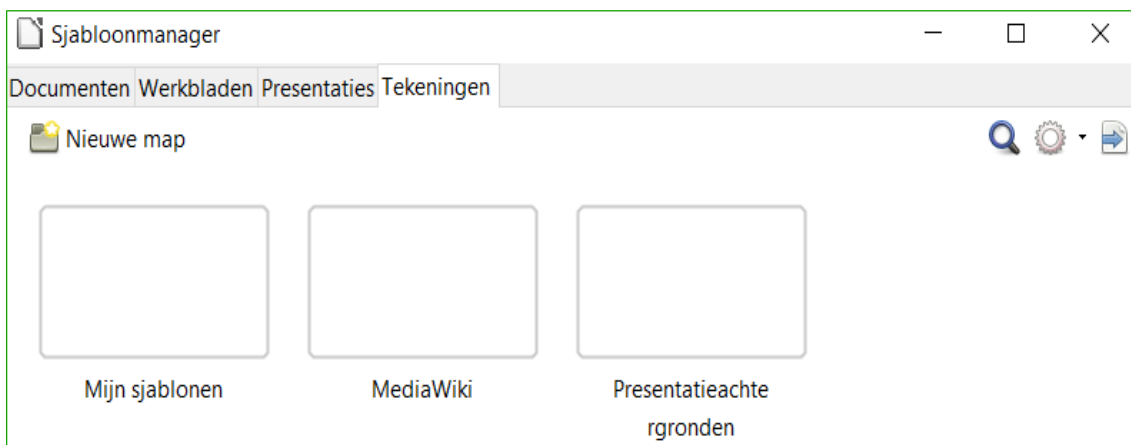 Sjabloonmanager
Documenten Werkbladen Presentaties Tekeningen
Nieuwe map
Mijn sjablonen MediaWiki Presentatieachte
rgronden